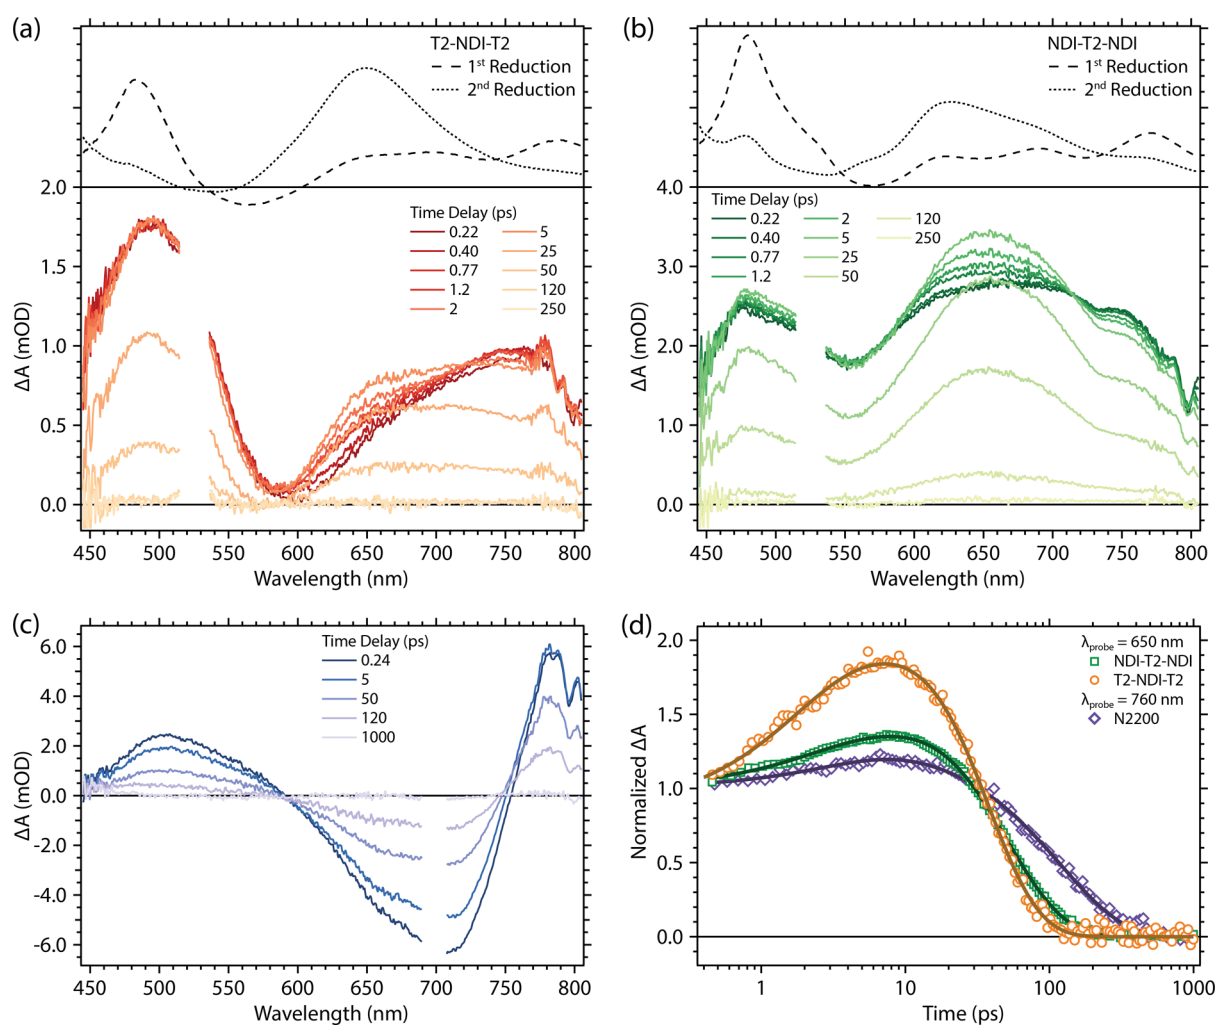 (a)
T2-NDI-T2
1st Reduction
2nd Reduction
2.0
1.5
1.0
0.5
0.0
ΔA (mOD)
Time Delay (ps)
0.22
0.40
0.77
1.2
2
5
25
50
120
250
450 500 550 600 650 700 750 800
Wavelength (nm)
(b)
NDI-T2-NDI
1st Reduction
2nd Reduction
4.0
3.0
2.0
1.0
0.0
ΔA (mOD)
Time Delay (ps)
0.22
0.40
0.77
1.2
2
5
25
50
120
250
450 500 550 600 650 700 750 800
Wavelength (nm)
(c)
6.0
4.0
2.0
0.0
-2.0
-4.0
-6.0
ΔA (mOD)
Time Delay (ps)
0.24
5
50
120
1000
450 500 550 600 650 700 750 800
Wavelength (nm)
(d)
2.0
1.5
1.0
0.5
0.0
Normalized ΔA
λprobe = 650 nm
NDI-T2-NDI
T2-NDI-T2
λprobe = 760 nm
N2200
1 10 100 1000
Time (ps)